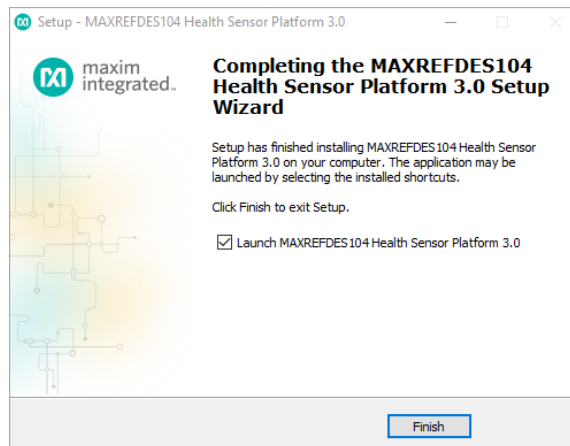 Setup - MAXREFDES104 Health Sensor Platform 3.0
maxim
integrated™
Completing the MAXREFDES104
Health Sensor Platform 3.0 Setup
Wizard
Setup has finished installing MAXREFDES104 Health Sensor
Platform 3.0 on your computer. The application may be
launched by selecting the installed shortcuts.
Click Finish to exit Setup.
Launch MAXREFDES104 Health Sensor Platform 3.0
Finish